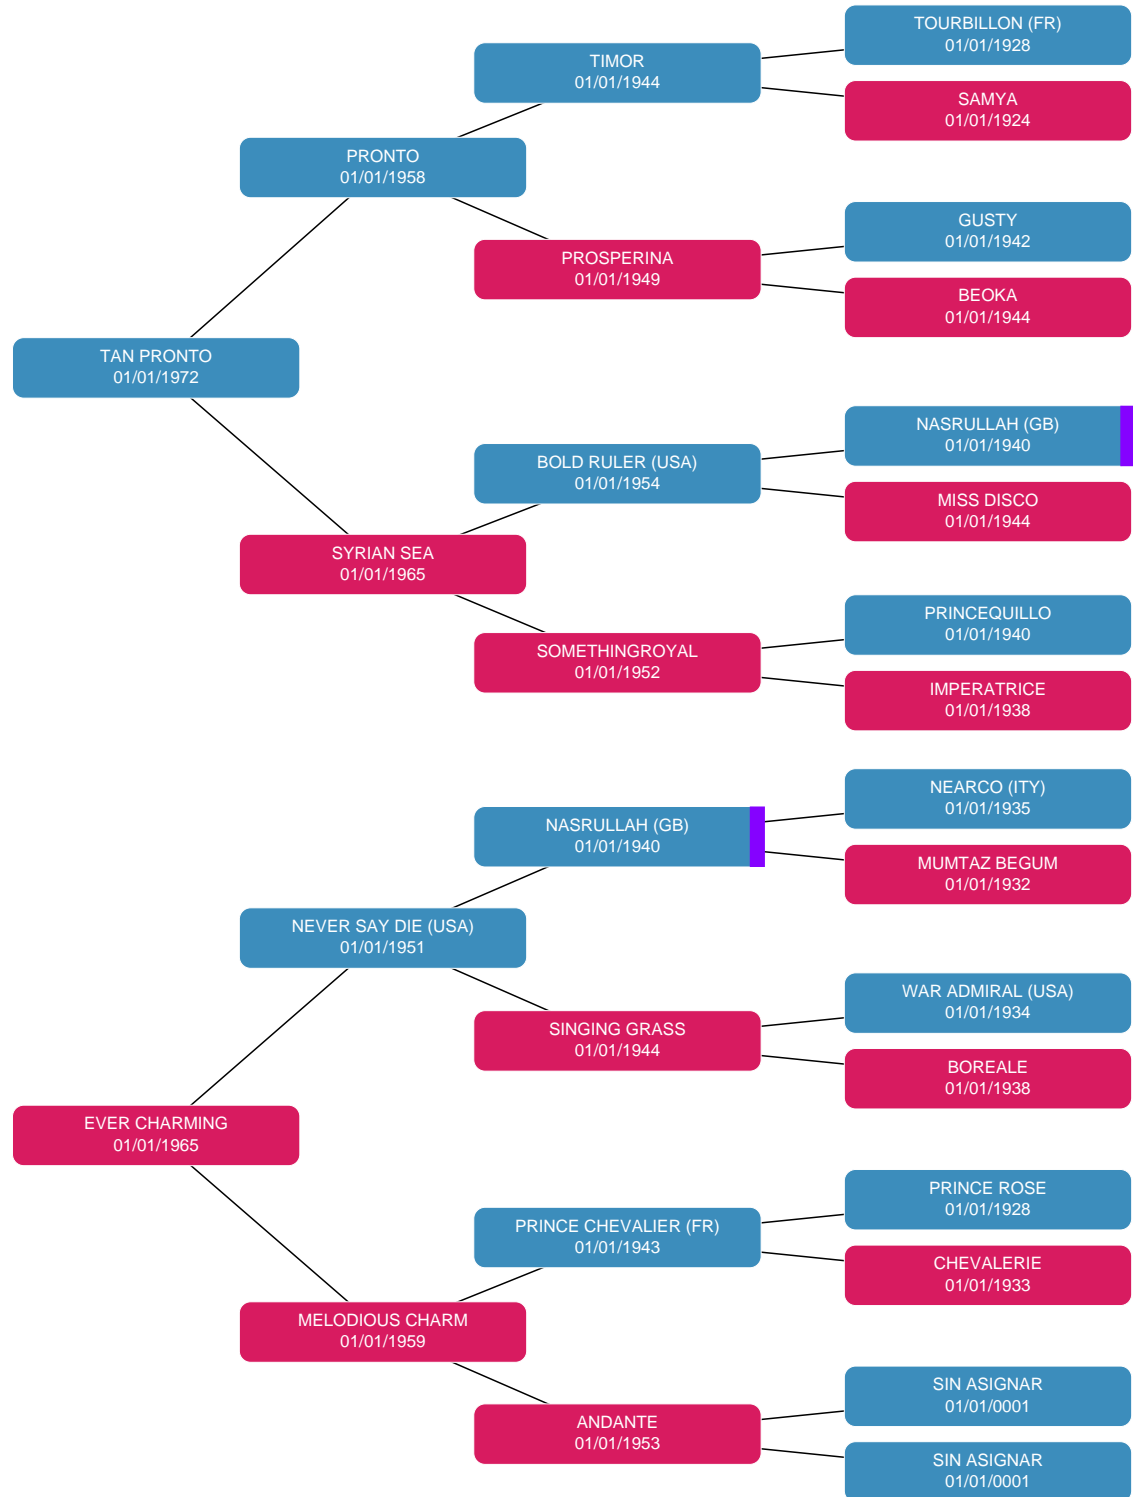 TOURBILLON (FR)
01/01/1928
TIMOR
01/01/1944
SAMYA
01/01/1924
PRONTO
01/01/1958
GUSTY
01/01/1942
PROSPERINA
01/01/1949
BEOKA
01/01/1944
TAN PRONTO
01/01/1972
NASRULLAH (GB)
01/01/1940
BOLD RULER (USA)
01/01/1954
MISS DISCO
01/01/1944
SYRIAN SEA
01/01/1965
PRINCEQUILLO
01/01/1940
SOMETHINGROYAL
01/01/1952
IMPERATRICE
01/01/1938
NEARCO (ITY)
01/01/1935
NASRULLAH (GB)
01/01/1940
MUMTAZ BEGUM
01/01/1932
NEVER SAY DIE (USA)
01/01/1951
WAR ADMIRAL (USA)
01/01/1934
SINGING GRASS
01/01/1944
BOREALE
01/01/1938
EVER CHARMING
01/01/1965
PRINCE ROSE
01/01/1928
PRINCE CHEVALIER (FR)
01/01/1943
CHEVALERIE
01/01/1933
MELODIOUS CHARM
01/01/1959
SIN ASIGNAR
01/01/0001
ANDANTE
01/01/1953
SIN ASIGNAR
01/01/0001